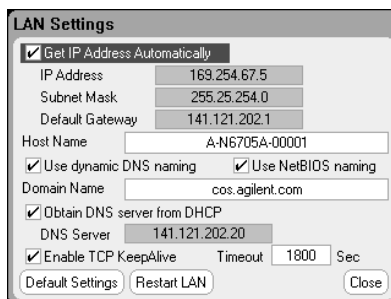 LAN Settings
Get IP Address Automatically
IP Address 169.254.67.5
Subnet Mask 255.25.254.0
Default Gateway 141.121.202.1
Host Name A-N6705A-00001
Use dynamic DNS naming Use NetBIOS naming
Domain Name cos.agilent.com
Obtain DNS server from DHCP
DNS Server 141.121.202.20
Enable TCP KeepAlive Timeout 1800 Sec
Default Settings Restart LAN Close